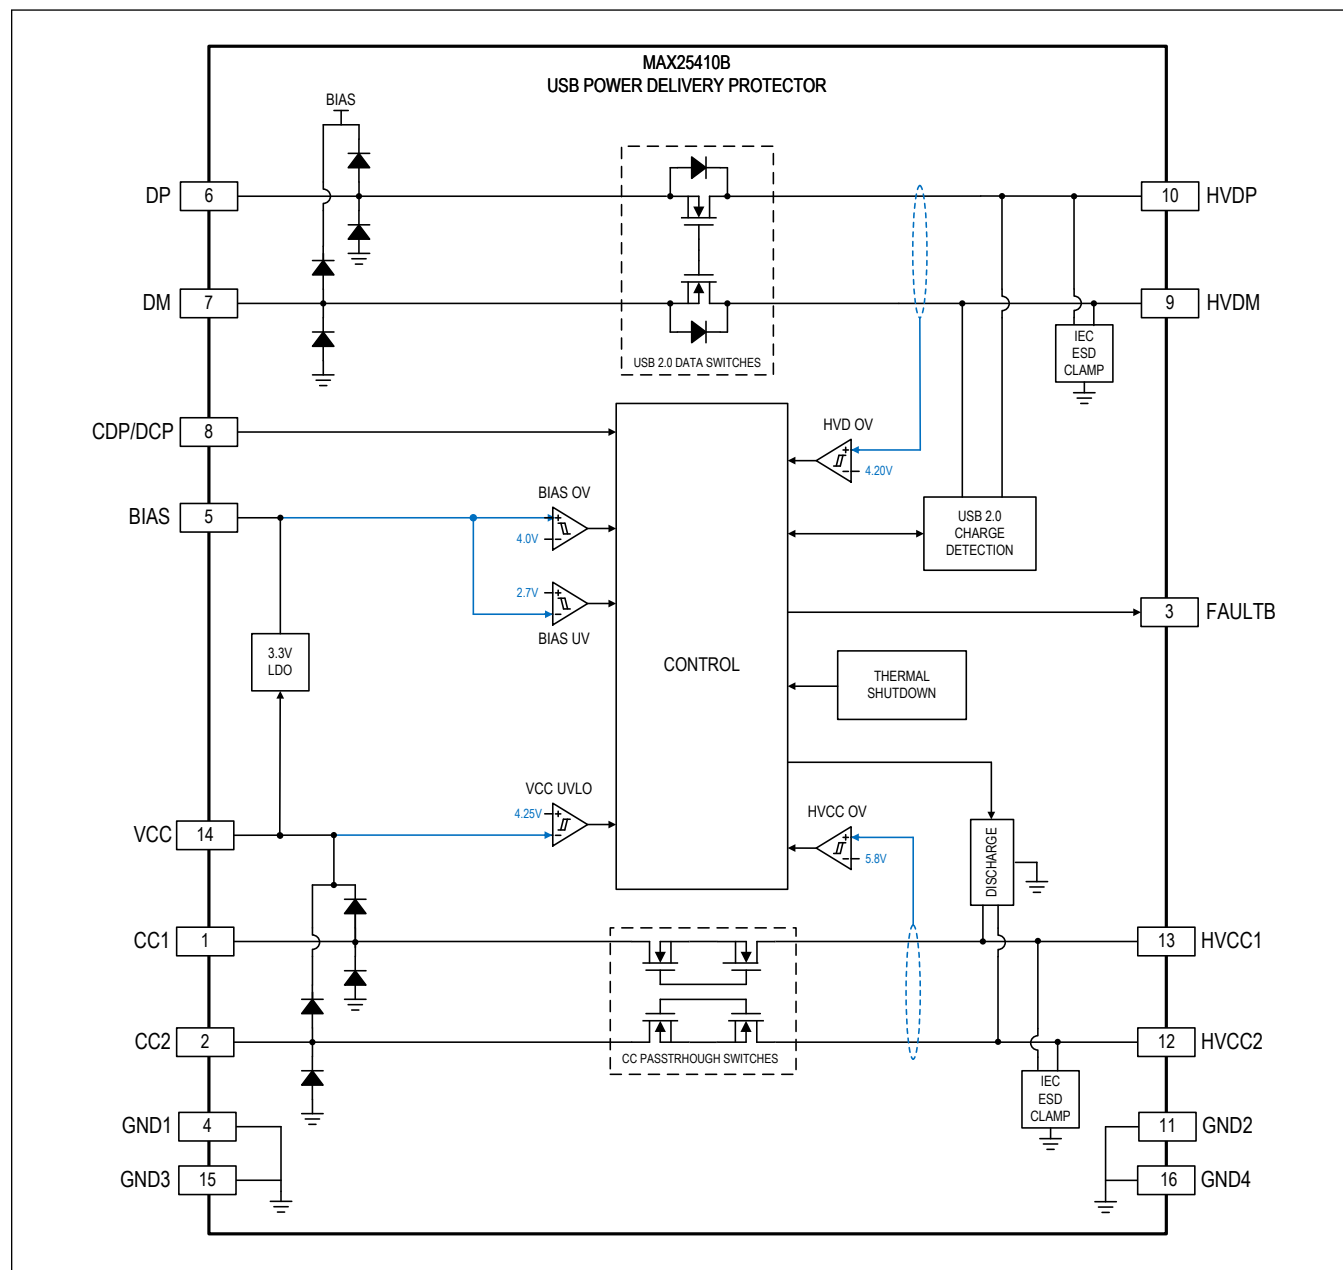 MAX25410B
USB POWER DELIVERY PROTECTOR
BIAS
DP 6
10 HVDP
DM 7
9 HVDM
USB 2.0 DATA SWITCHES
IEC
ESD
CLAMP
CDP/DCP 8
HVD OV
+
-
4.20V
BIAS 5
BIAS OV
+
4.0V -
USB 2.0
CHARGE
DETECTION
2.7V +
-
BIAS UV
3 FAULTB
3.3V
LDO
CONTROL
THERMAL
SHUTDOWN
VCC UVLO
4.25V +
-
HVCC OV
+
-
5.8V
VCC 14
DISCHARGE
CC1 1
13 HVCC1
CC2 2
12 HVCC2
CC PASSTRHOUGH SWITCHES
IEC
ESD
CLAMP
GND1 4
11 GND2
GND3 15
16 GND4